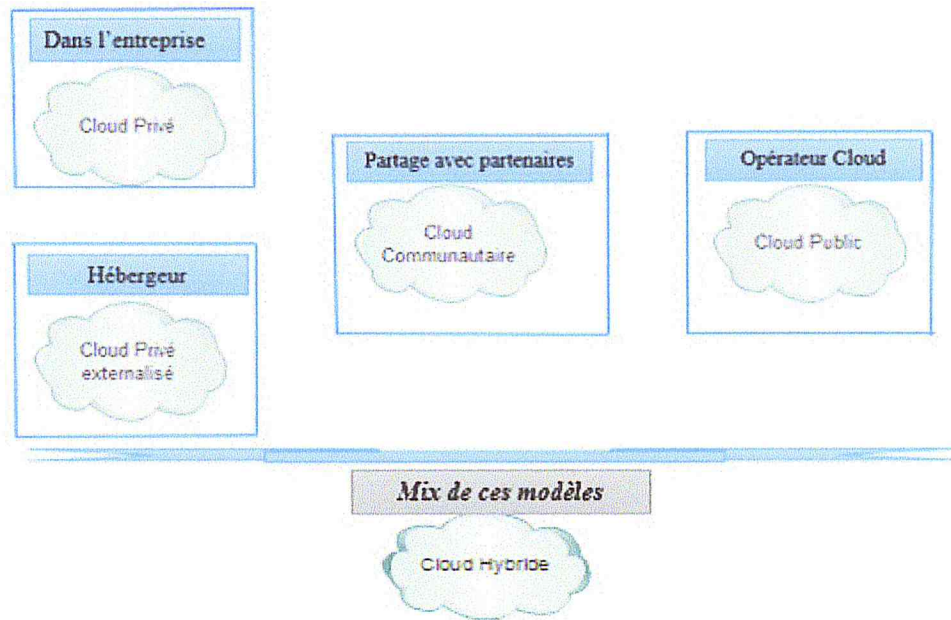 Dans l'entreprise
Cloud Privé
Hébergeur
Cloud Privé
externalisé
Partage avec partenaires
Cloud
Communautaire
Opérateur Cloud
Cloud Public
Mix de ces modèles
Cloud Hybride